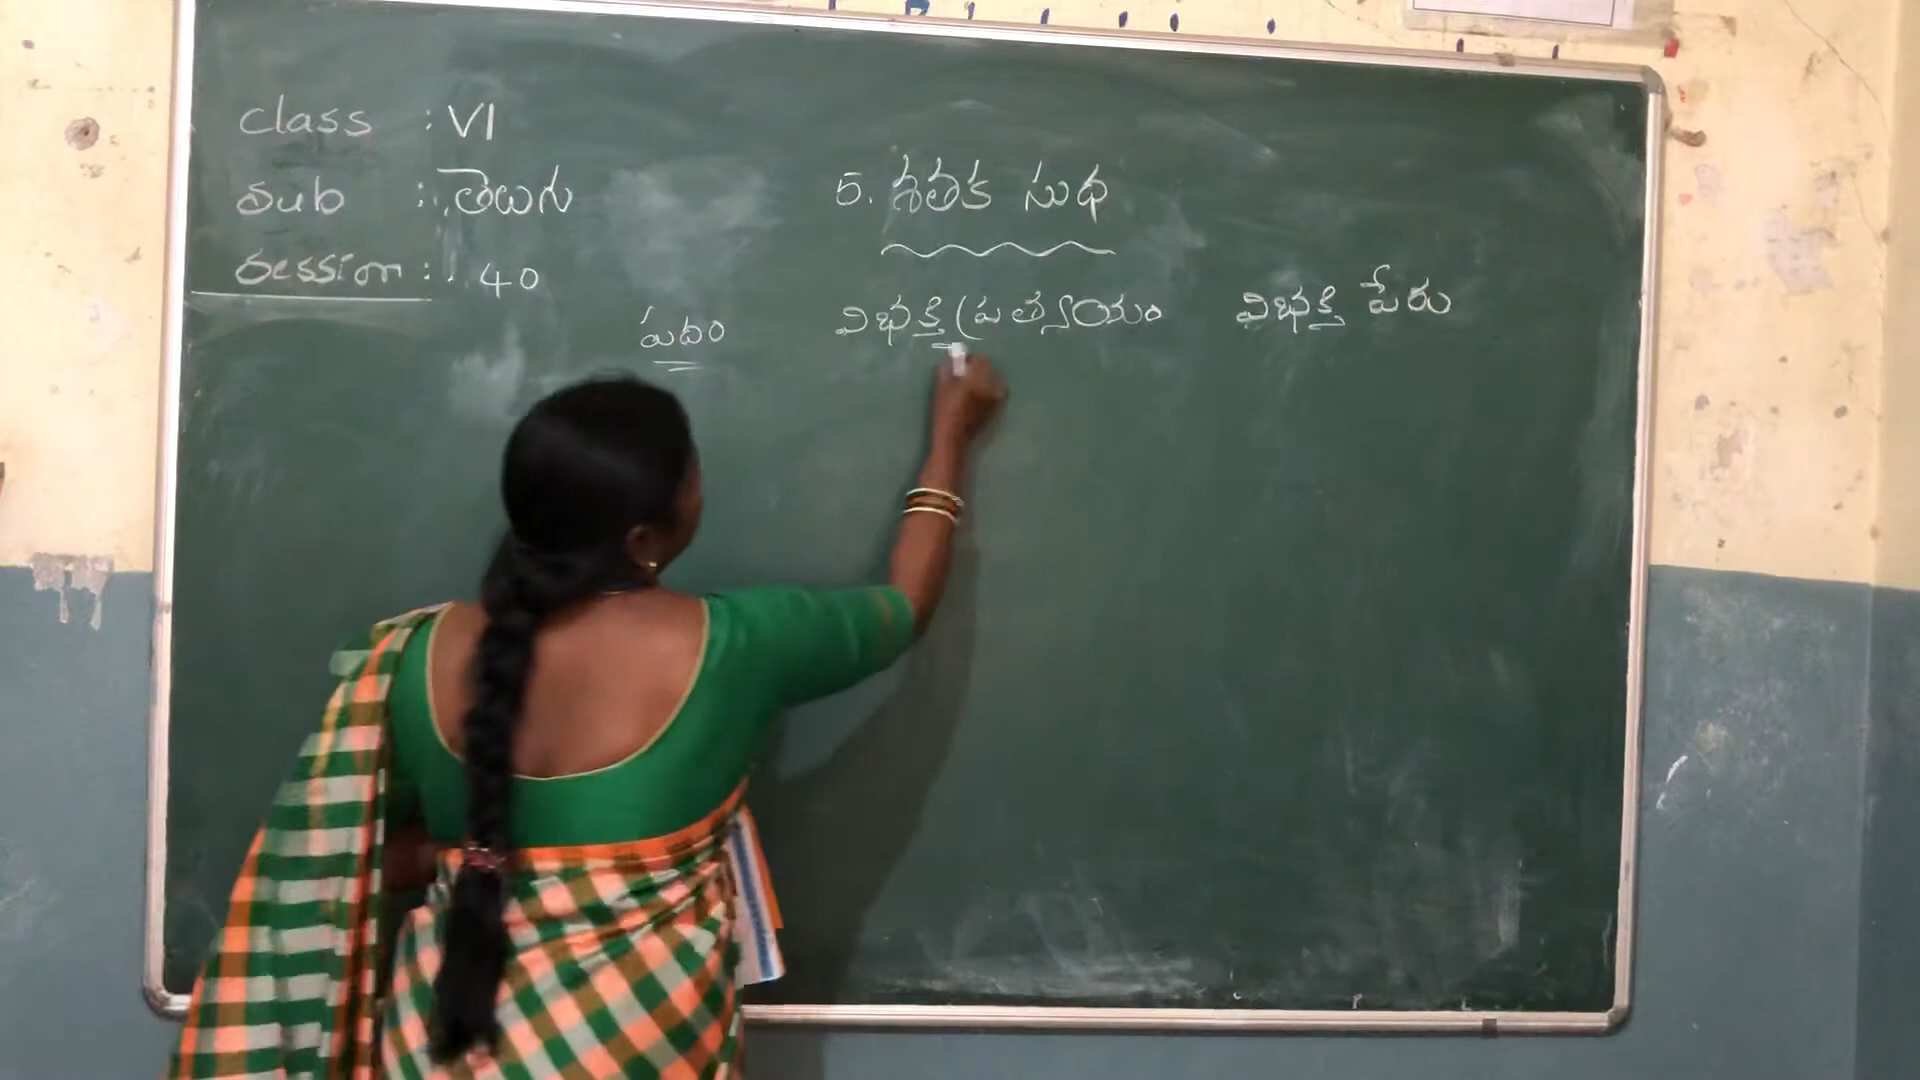 class : VI
sub : తెలుగు
session : 40
5. శతక సుధ
పదం విభక్తి ప్రత్యయం విభక్తి పేరు